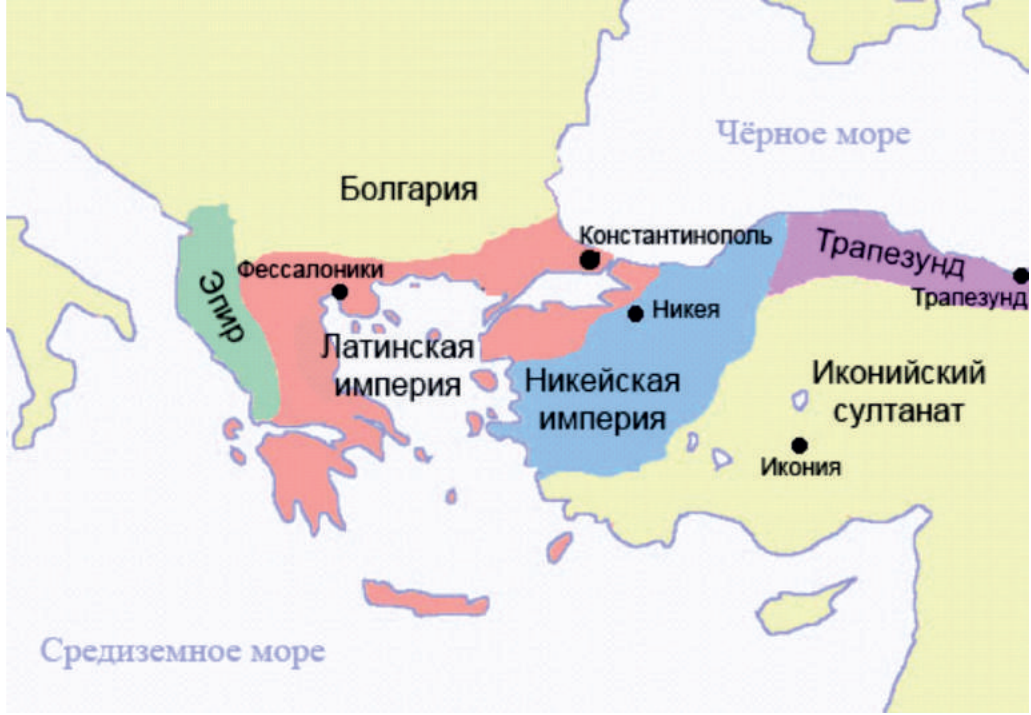 Чёрное море
Болгария
Константинополь
Трапезунд
Фессалоники
Трапезунд
Эпир
Никея
Латинская
империя
Никейская
империя
Иконийский
султанат
Икония
Средиземное море